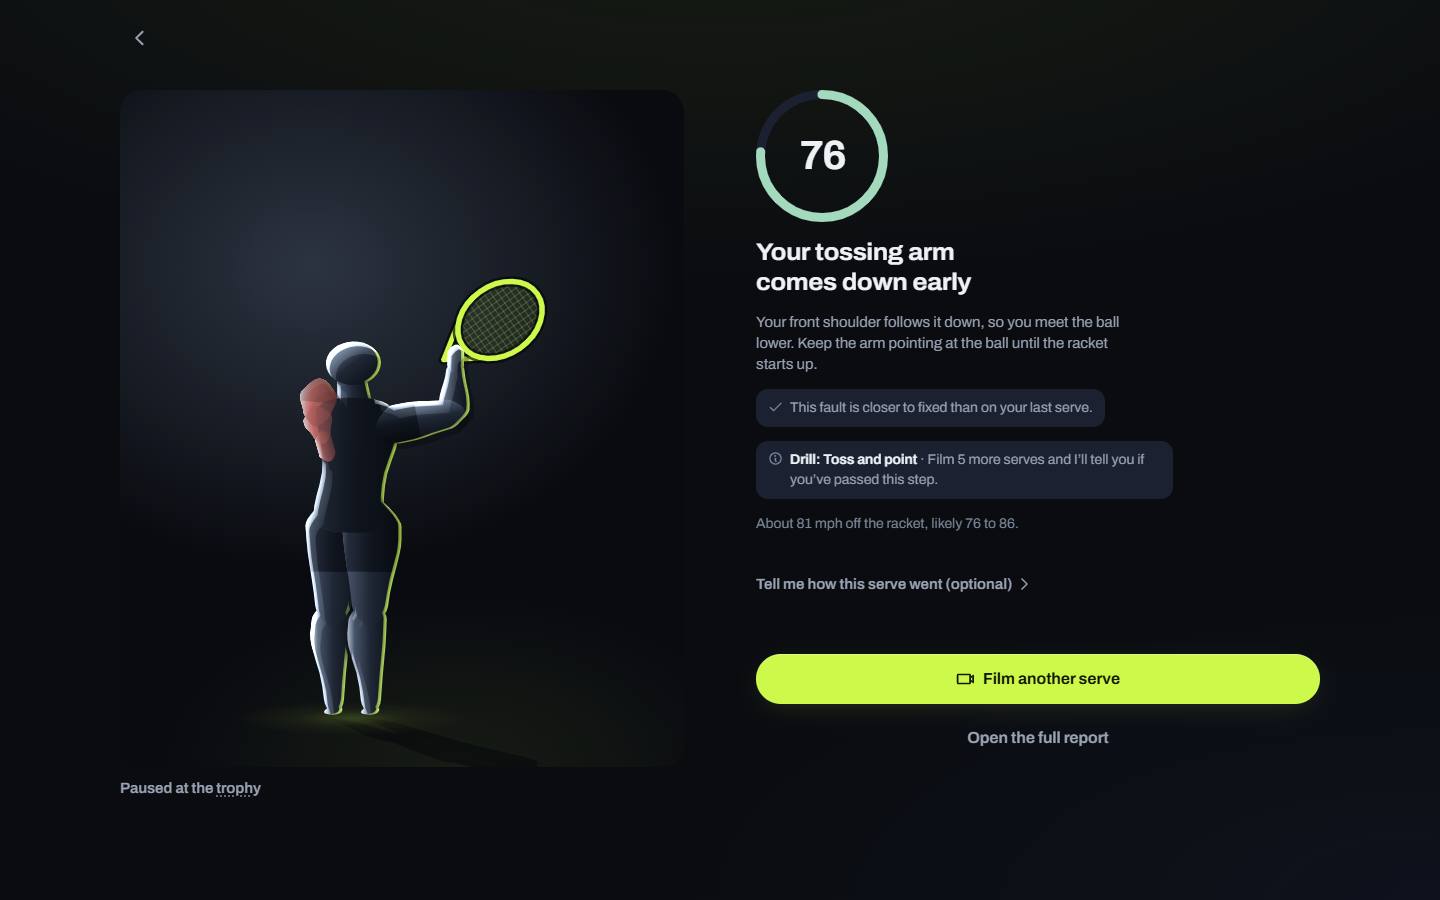 76
Your tossing arm
comes down early
Your front shoulder follows it down, so you meet the ball
lower. Keep the arm pointing at the ball until the racket
starts up.
This fault is closer to fixed than on your last serve.
Drill: Toss and point · Film 5 more serves and I’ll tell you if
you’ve passed this step.
About 81 mph off the racket, likely 76 to 86.
Tell me how this serve went (optional)
Film another serve
Open the full report
Paused at the trophy